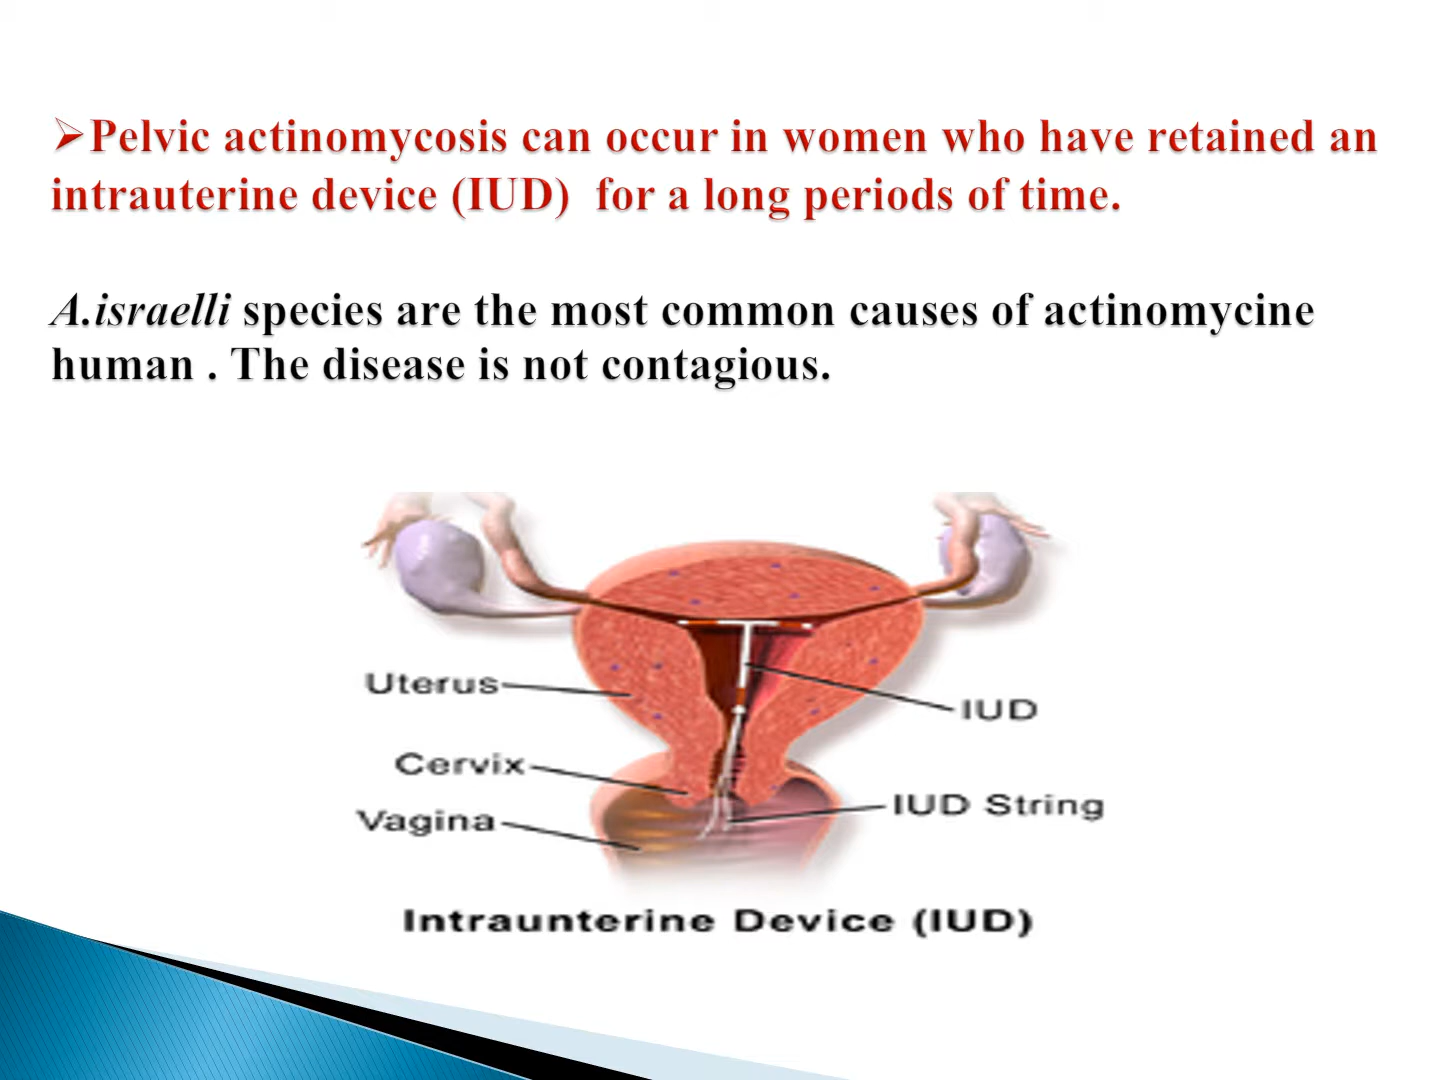 ➢Pelvic actinomycosis can occur in women who have retained an
intrauterine device (IUD) for a long periods of time.
A.israelli species are the most common causes of actinomycine
human . The disease is not contagious.
Uterus
IUD
Cervix
IUD String
Vagina
Intraunterine Device (IUD)